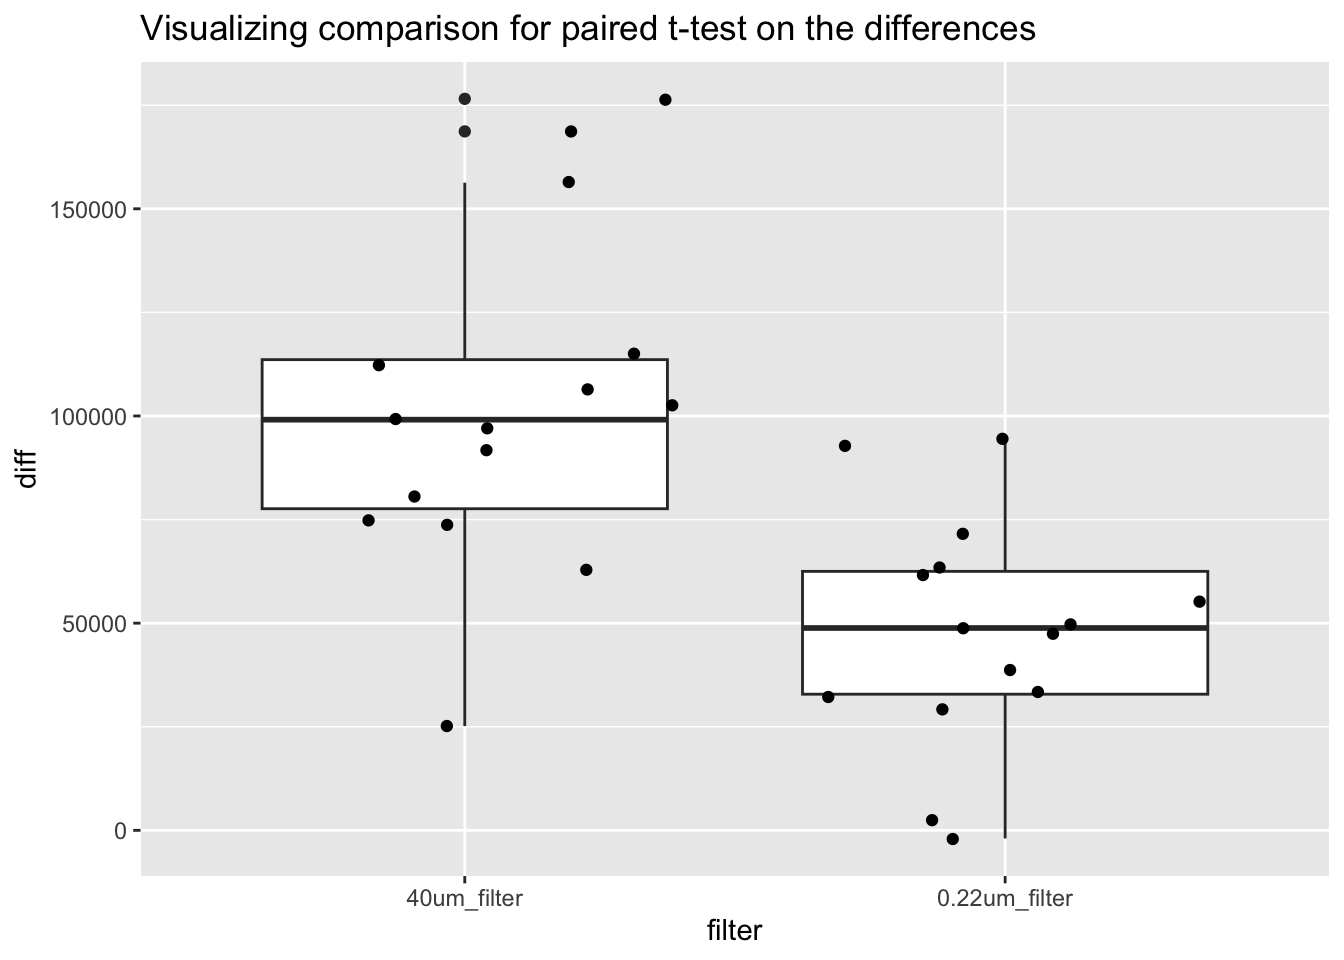 Visualizing comparison for paired t-test on the differences
150000
100000
50000
0
diff
40um_filter
0.22um_filter
filter